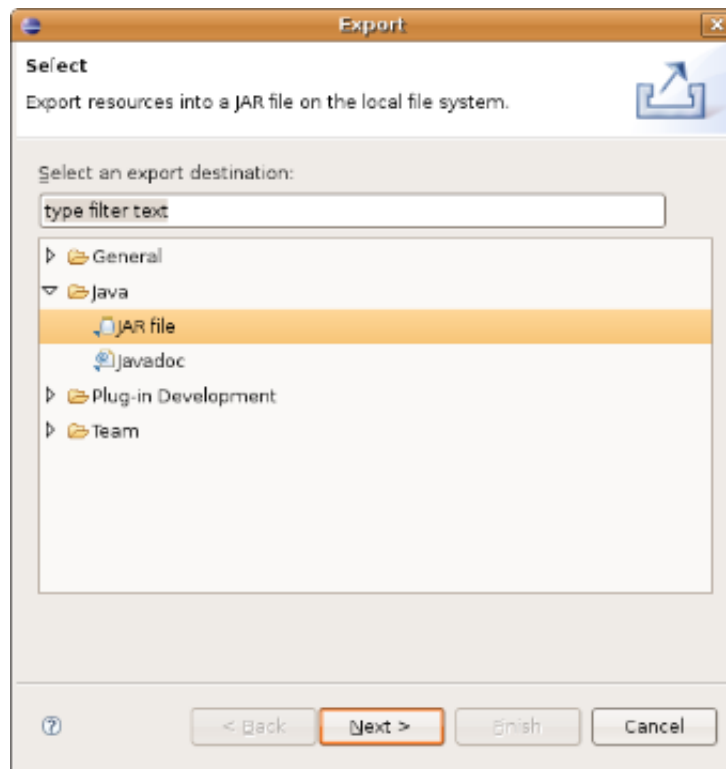 Export
Select
Export resources into a JAR file on the local file system.
Select an export destination:
type filter text
General
Java
JAR file
Javadoc
Plug-in Development
Team
< Back Next > Finish Cancel